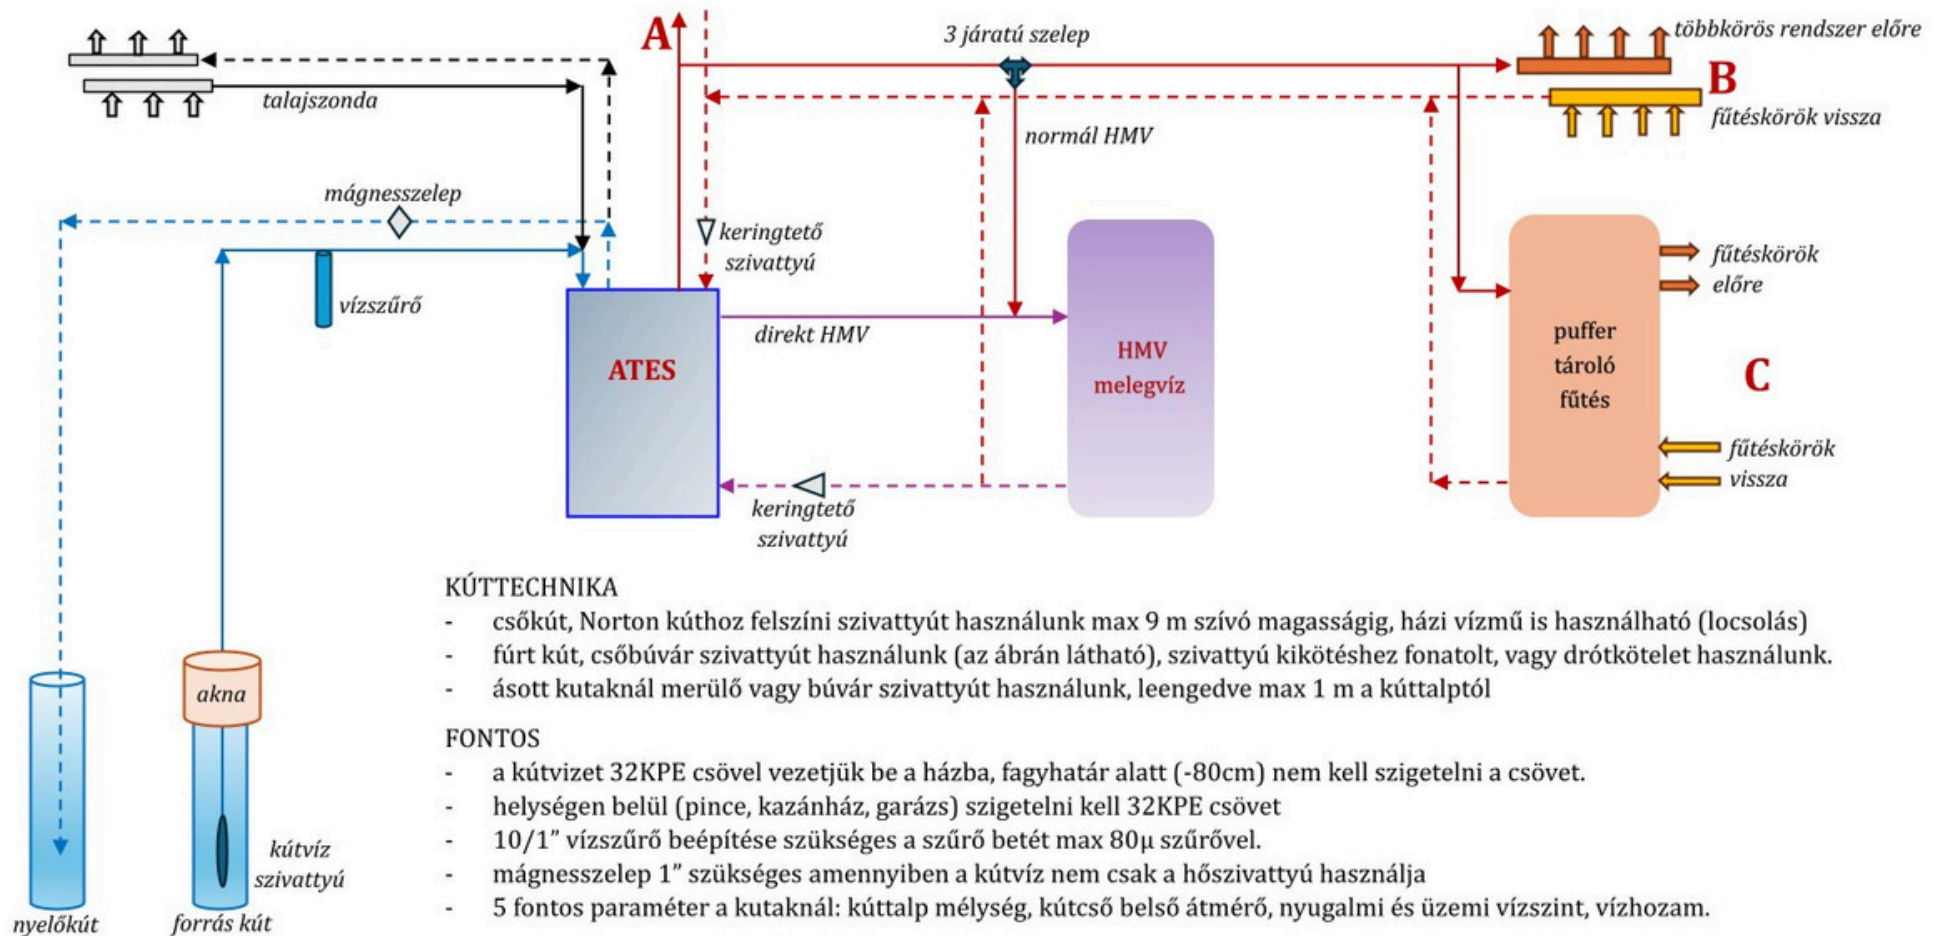 A
3 járatú szelep
többkörös rendszer előre
B
talajszonda
fűtéskörök vissza
normál HMV
mágnesszelep
keringtető
szivattyú
fűtéskörök
előre
vízszűrő
direkt HMV
ATES
HMV
melegvíz
puffer
tároló
fűtés
C
fűtéskörök
vissza
keringtető
szivattyú
KÚTTECHNIKA
- csőkút, Norton kúthoz felszíni szivattyút használunk max 9 m szívó magasságig, házi vízmű is használható (locsolás)
- fúrt kút, csőbúvár szivattyút használunk (az ábrán látható), szivattyú kikötéshez fonatolt, vagy drótkötelet használunk.
- ásott kutaknál merülő vagy búvár szivattyút használunk, leengedve max 1 m a kúttalptól
akna
FONTOS
- a kútvizet 32KPE csövel vezetjük be a házba, fagyhatár alatt (-80cm) nem kell szigetelni a csövet.
- helységen belül (pince, kazánház, garázs) szigetelni kell 32KPE csövet
- 10/1” vízszűrő beépítése szükséges a szűrő betét max 80μ szűrővel.
- mágnesszelep 1” szükséges amennyiben a kútvíz nem csak a hőszivattyú használja
- 5 fontos paraméter a kutaknál: kúttalp mélység, kútcső belső átmérő, nyugalmi és üzemi vízszint, vízhozam.
kútvíz
szivattyú
nyelőkút
forrás kút